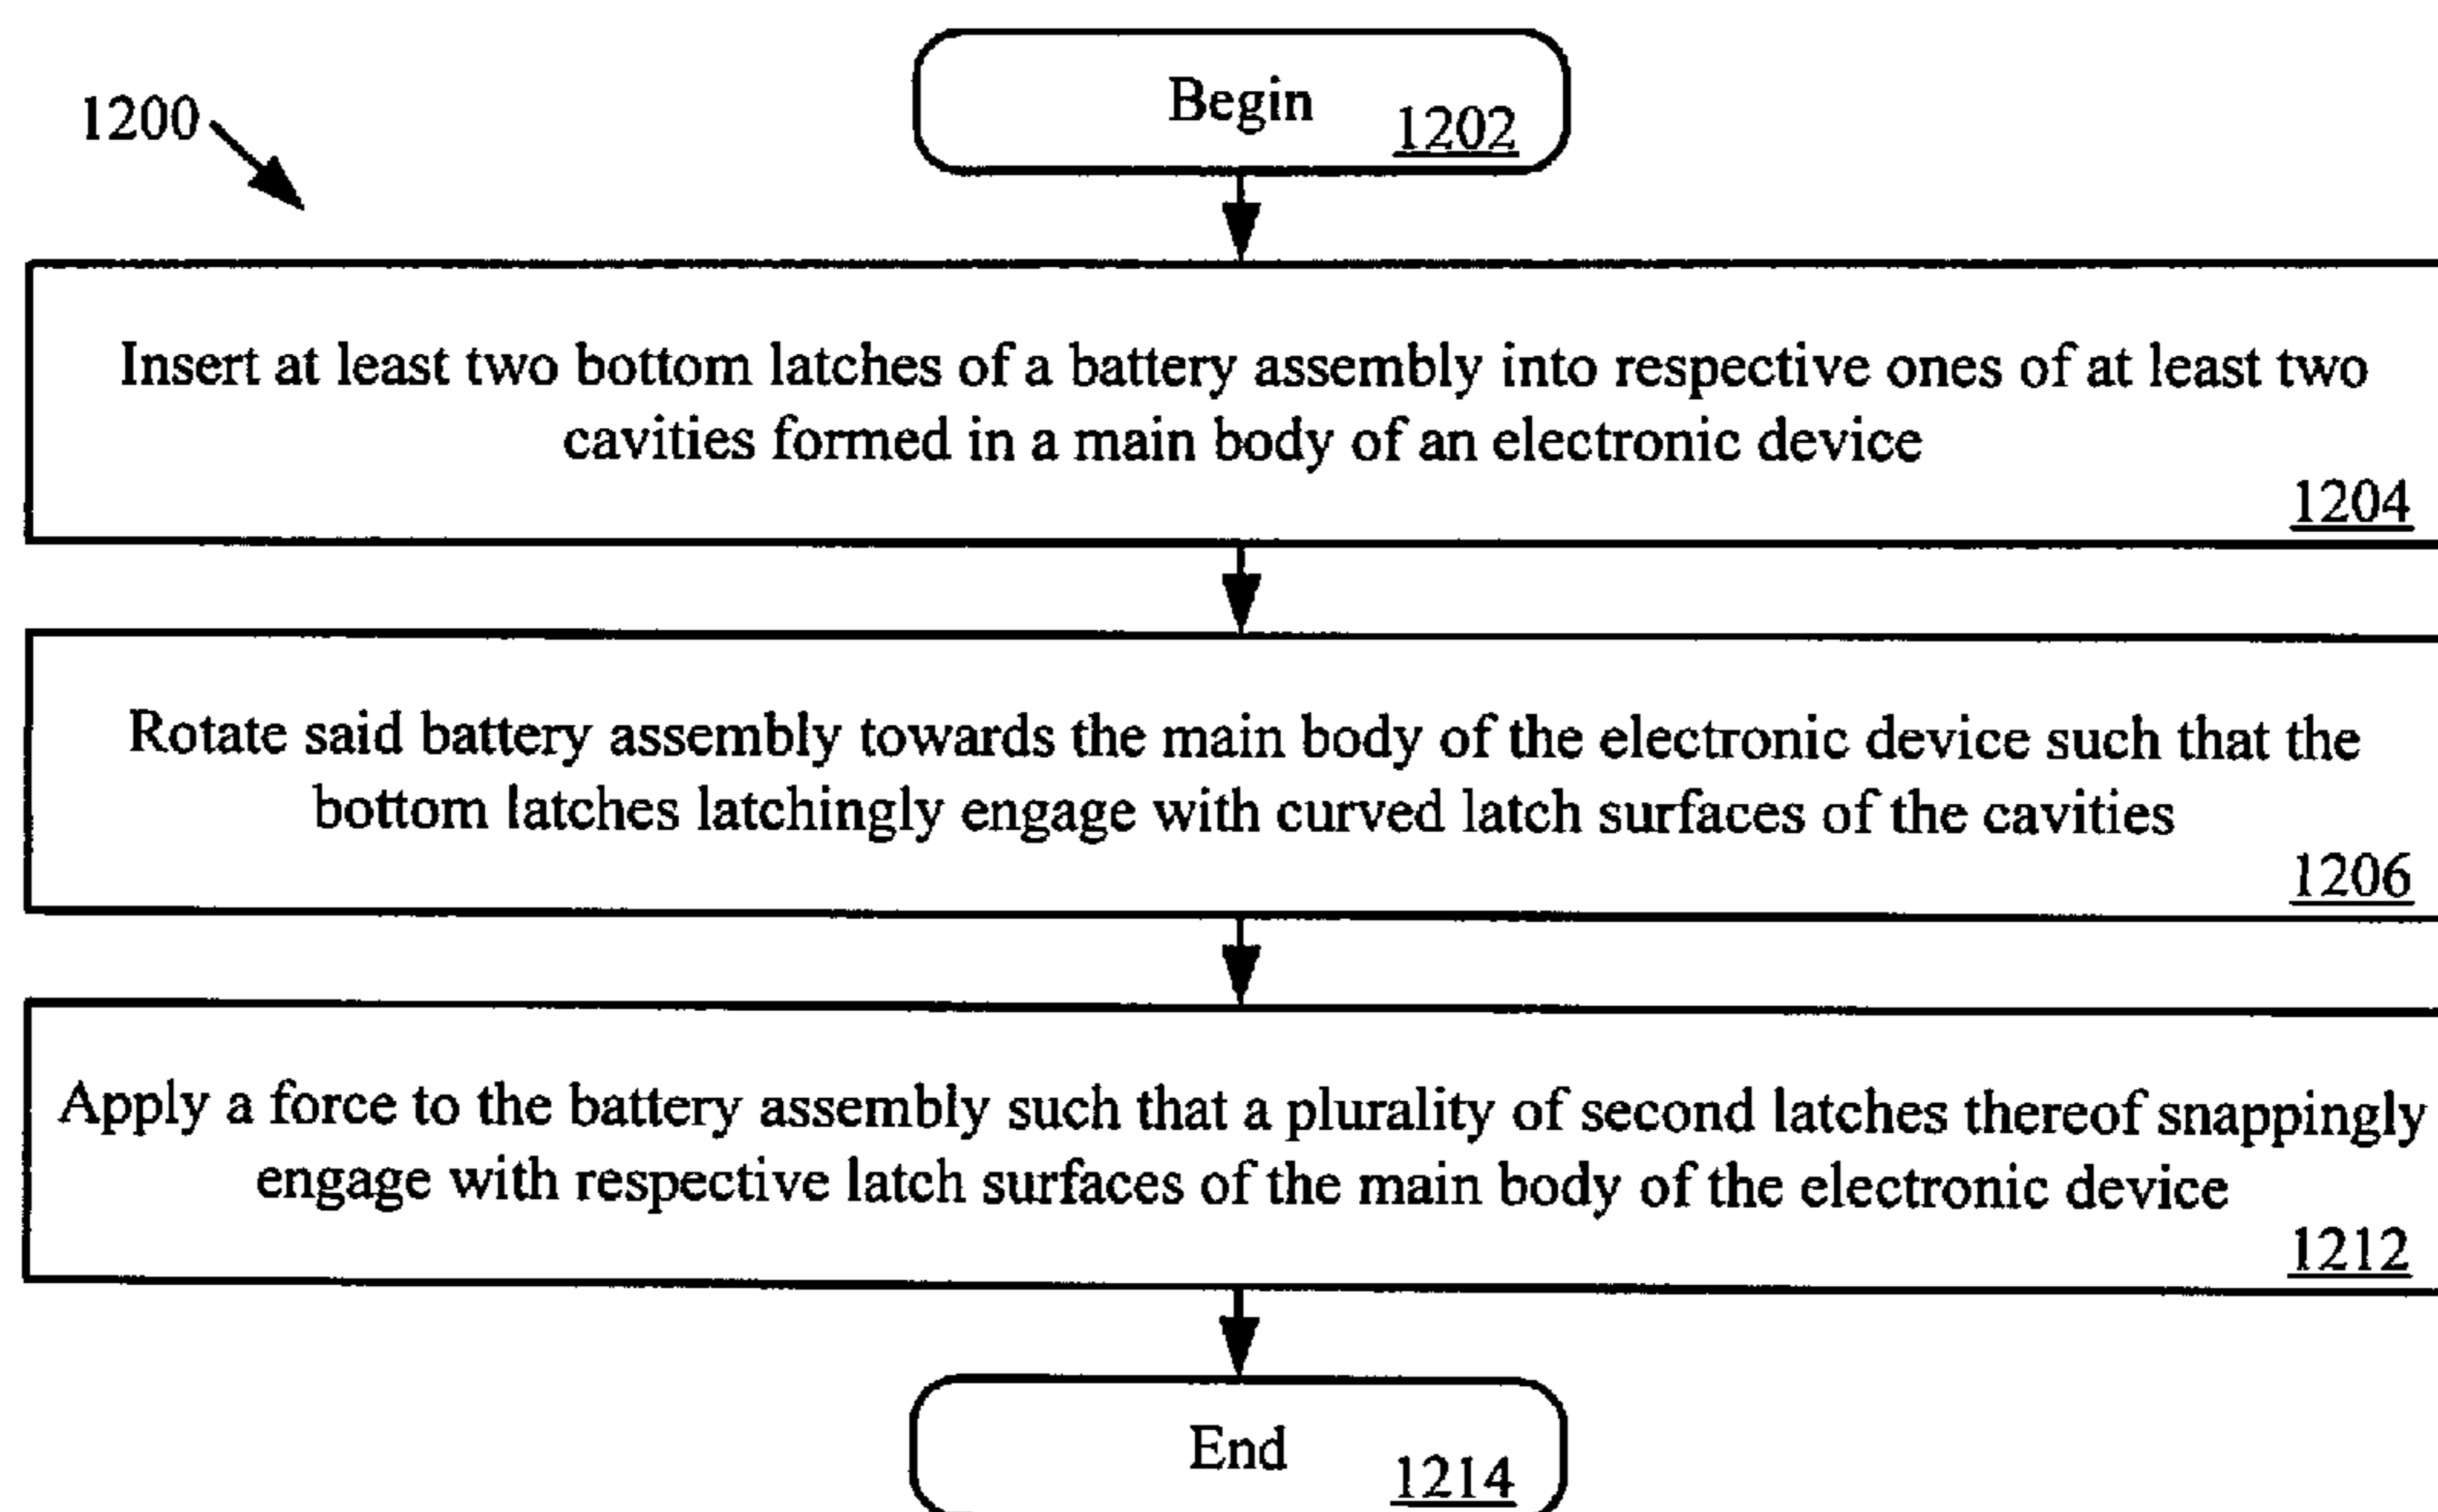 1200
Begin
1202
Insert at least two bottom latches of a battery assembly into respective ones of at least two
cavities formed in a main body of an electronic device
1204
Rotate said battery assembly towards the main body of the electronic device such that the
bottom latches latchingly engage with curved latch surfaces of the cavities
1206
Apply a force to the battery assembly such that a plurality of second latches thereof snappingly
engage with respective latch surfaces of the main body of the electronic device
1212
End
1214